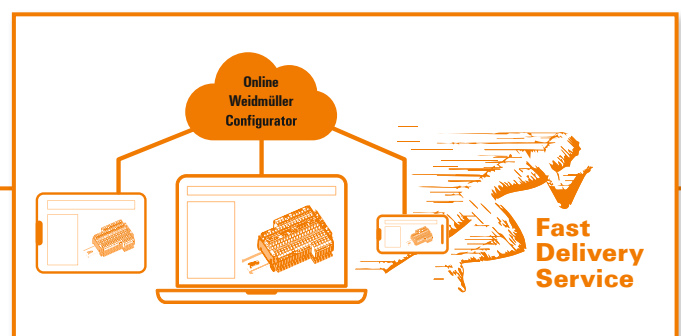 Online
Weidmüller
Configurator
Fast
Delivery
Service